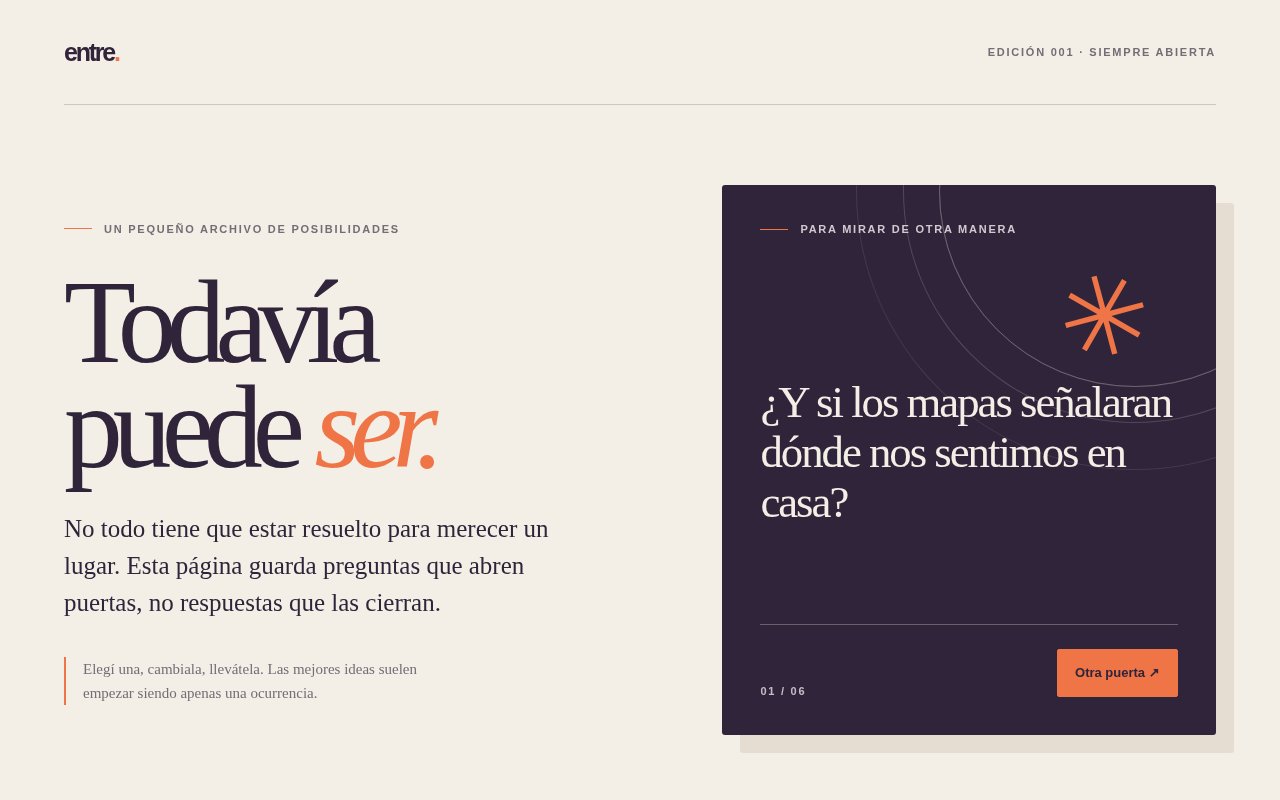 entre.
EDICIÓN 001 · SIEMPRE ABIERTA
UN PEQUEÑO ARCHIVO DE POSIBILIDADES
Todavía
puede ser.
No todo tiene que estar resuelto para merecer un
lugar. Esta página guarda preguntas que abren
puertas, no respuestas que las cierran.
Elegí una, cambiala, llevátela. Las mejores ideas suelen
empezar siendo apenas una ocurrencia.
PARA MIRAR DE OTRA MANERA
¿Y si los mapas señalaran
dónde nos sentimos en
casa?
01 / 06
Otra puerta ↗